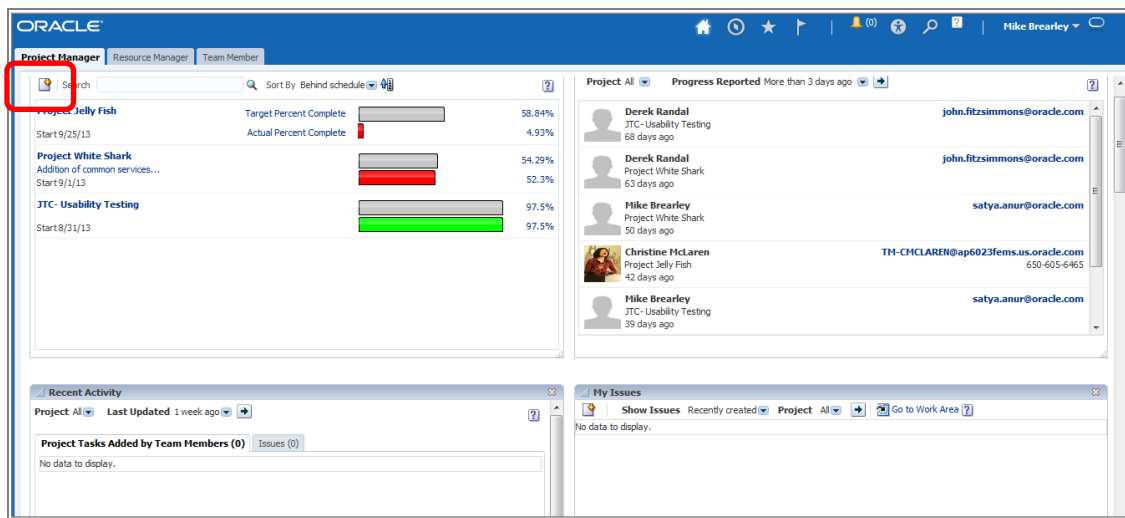 ORACLE
(0)
?
Mike Brearley
Project Manager
Resource Manager
Team Member
Search
Sort By Behind schedule
?
Project Jelly Fish
Target Percent Complete
58.84%
Start 9/25/13
Actual Percent Complete
4.93%
Project White Shark
Addition of common services...
Start 9/1/13
54.29%
52.3%
JTC- Usability Testing
97.5%
Start 8/31/13
97.5%
Project All
Progress Reported More than 3 days ago
?
Derek Randal
john.fitzsimmons@oracle.com
JTC- Usability Testing
68 days ago
Derek Randal
john.fitzsimmons@oracle.com
Project White Shark
63 days ago
Mike Brearley
satya.anur@oracle.com
Project White Shark
50 days ago
Christine McLaren
TM-CMCLAREN@ap6023fems.us.oracle.com
Project Jelly Fish
650-605-6465
42 days ago
Mike Brearley
satya.anur@oracle.com
JTC- Usability Testing
39 days ago
Recent Activity
Project All
Last Updated 1 week ago
?
Project Tasks Added by Team Members (0)
Issues (0)
No data to display.
My Issues
Show Issues Recently created
Project All
Go to Work Area
?
No data to display.